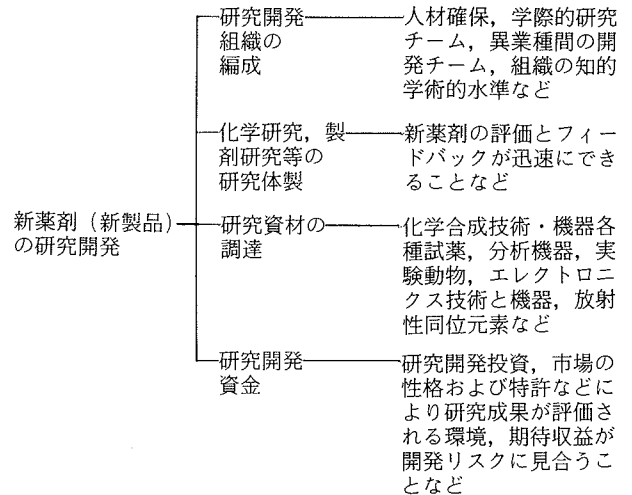 新薬剤（新製品）
の研究開発
研究開発
組織の
編成
人材確保，学際的研究
チーム，異業種間の開
発チーム，組織の知的
学術的水準など
化学研究，製
剤研究等の
研究体製
新薬剤の評価とフィー
ドバックが迅速にでき
ることなど
研究資材の
調達
化学合成技術・機器各
種試薬，分析機器，実
験動物，エレクトロニ
クス技術と機器，放射
性同位元素など
研究開発
資金
研究開発投資，市場の
性格および特許などに
より研究成果が評価さ
れる環境，期待収益が
開発リスクに見合うこ
となど